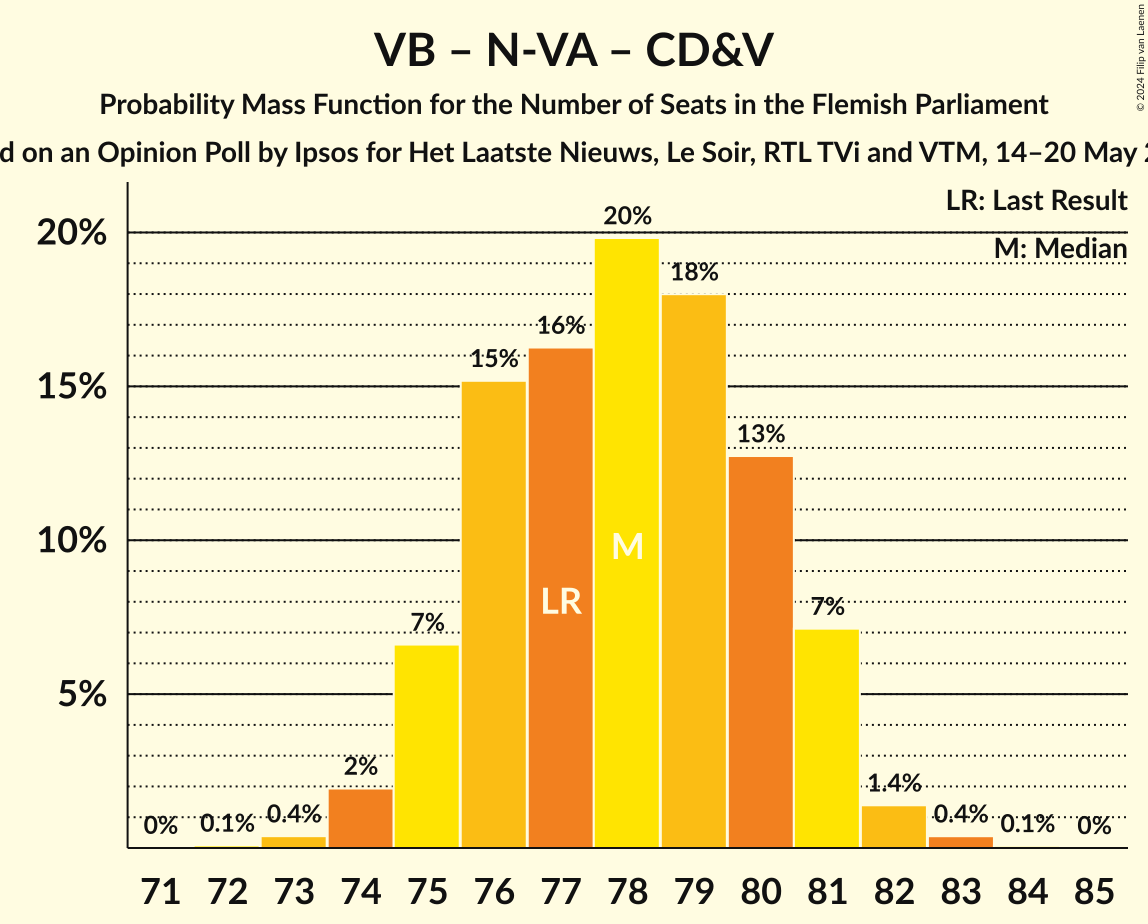 © 2024 Filip van Laenen
VB – N-VA – CD&V
Probability Mass Function for the Number of Seats in the Flemish Parliament
on an Opinion Poll by Ipsos for Het Laatste Nieuws, Le Soir, RTL TVi and VTM, 14–20 May
LR: Last Result
M: Median
20%
15%
10%
5%
0%
0.1%
0.4%
2%
7%
15%
16%
20%
18%
13%
7%
1.4%
0.4%
0.1%
0%
LR
M
71 72 73 74 75 76 77 78 79 80 81 82 83 84 85